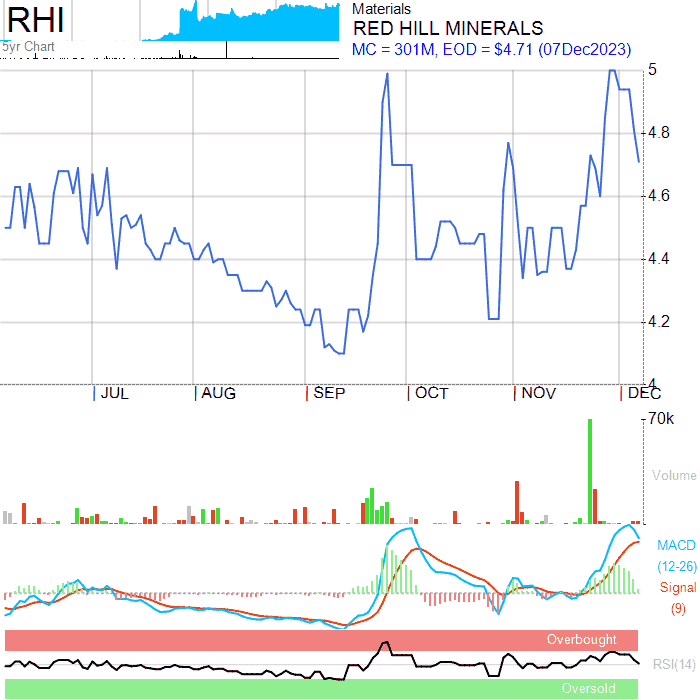 RHI
5yr Chart
Materials
RED HILL MINERALS
MC = 301M, EOD = $4.71 (07Dec2023)
5
4.8
4.6
4.4
4.2
4
JUL AUG SEP OCT NOV DEC
70k
Volume
MACD
(12-26)
Signal
(9)
Overbought
RSI(14)
Oversold